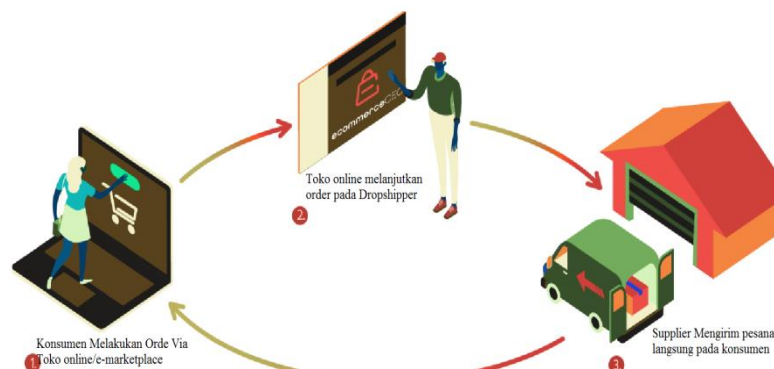 ecommerceCEO
Toko online melanjutkan
order pada Dropshipper
2.
Konsumen Melakukan Orde Via
1. Toko online/e-marketplace
Supplier Mengirim pesana
3. langsung pada konsumen